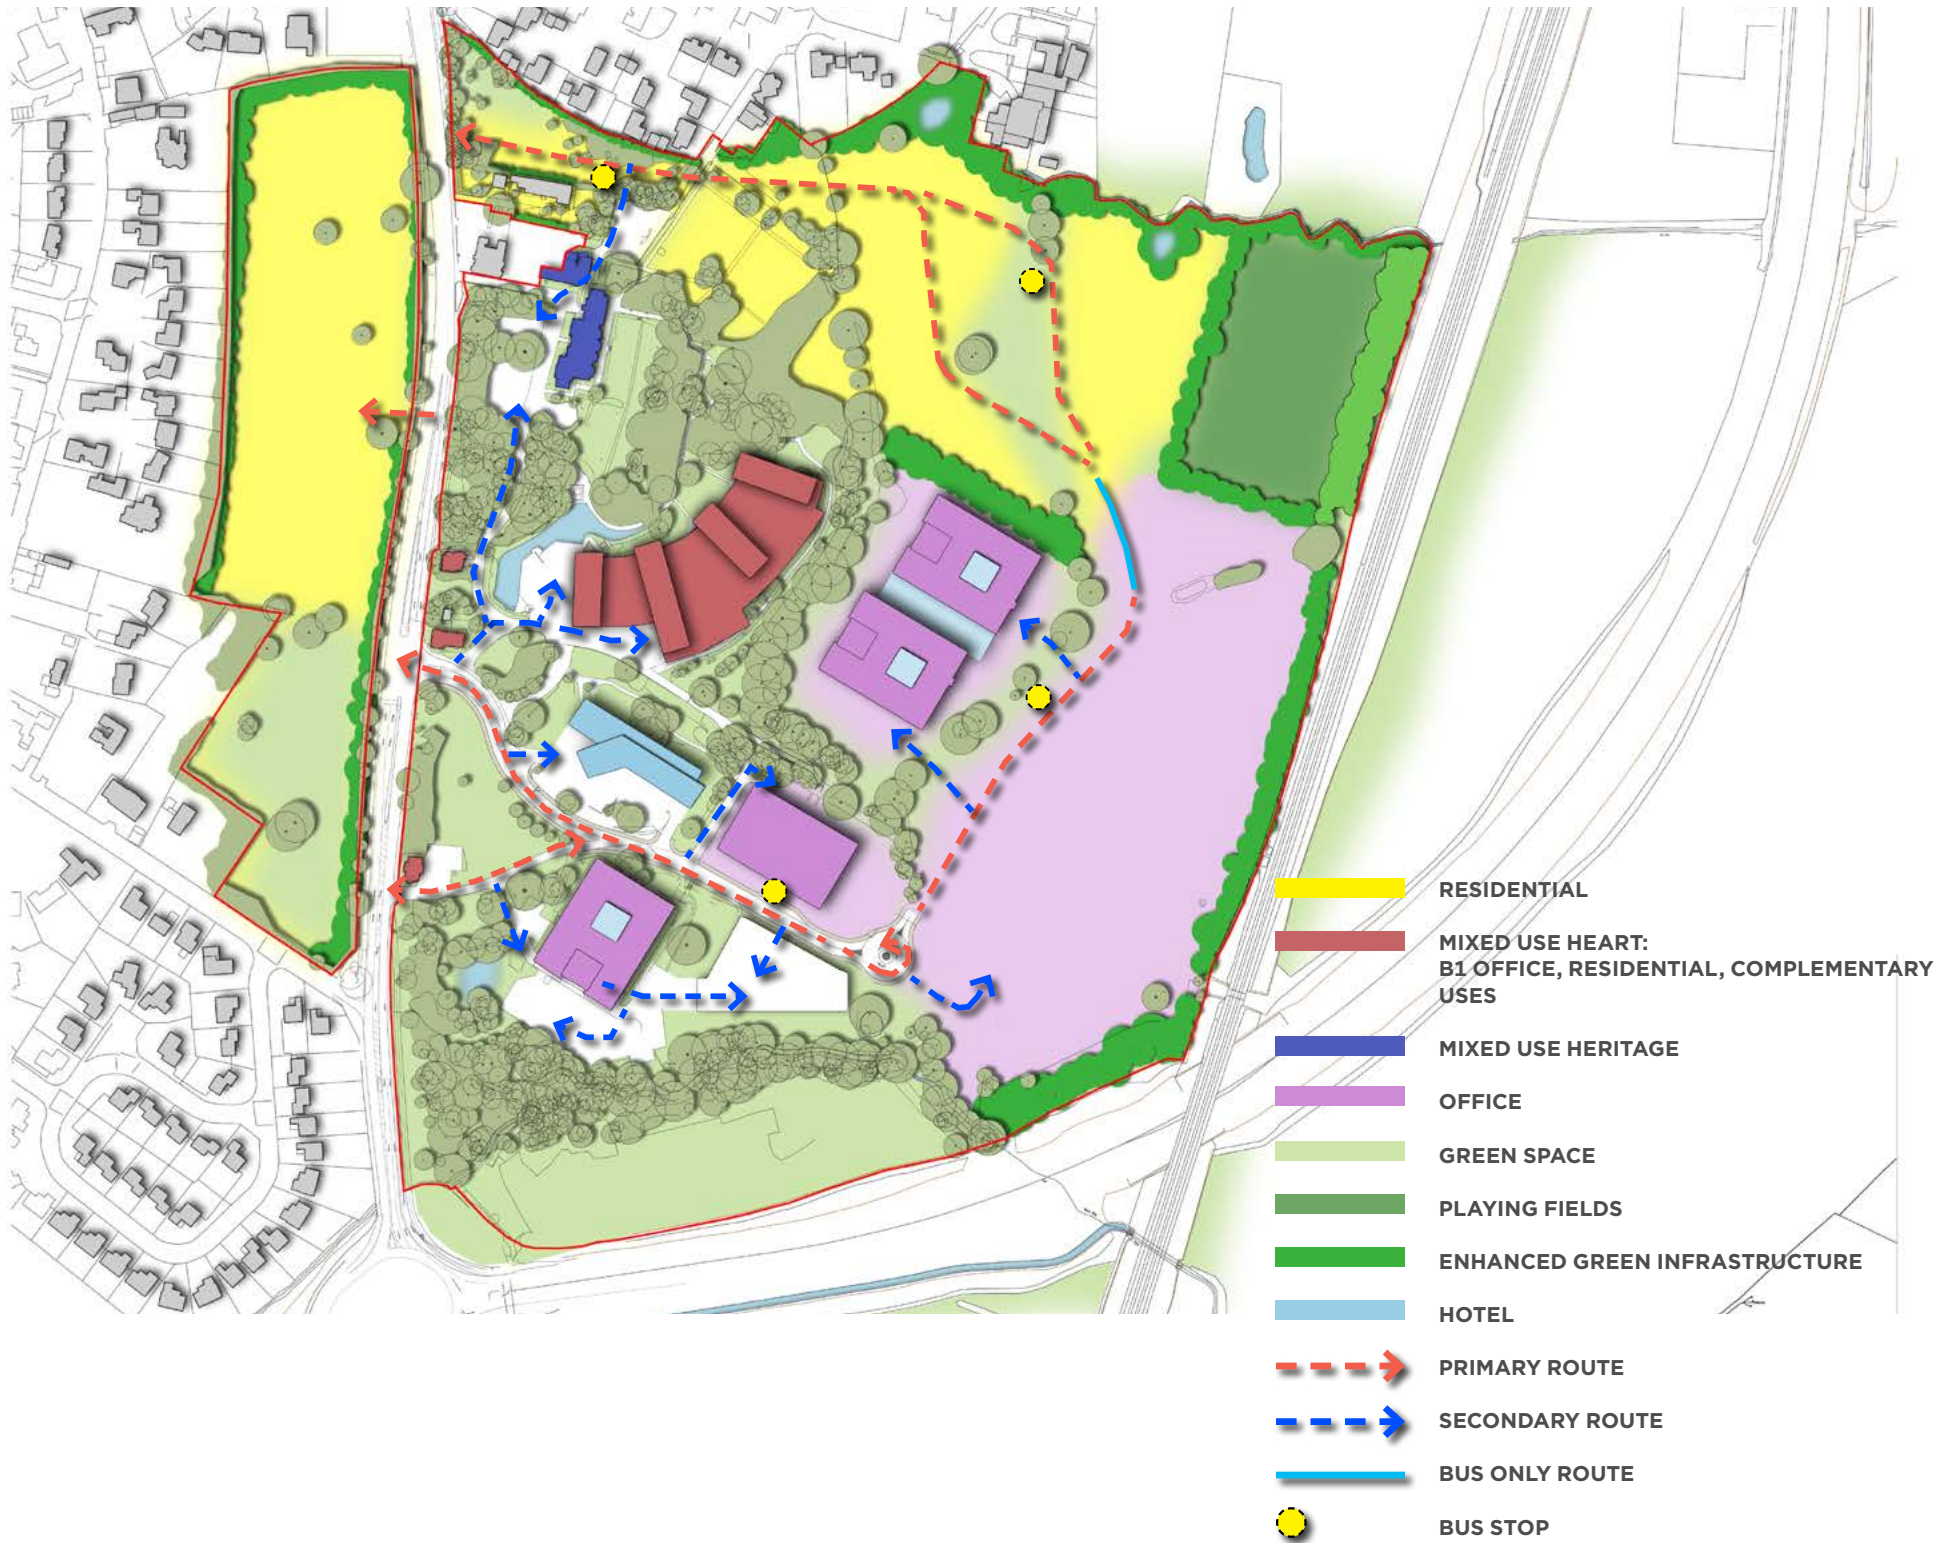 RESIDENTIAL
MIXED USE HEART:
B1 OFFICE, RESIDENTIAL, COMPLEMENTARY
USES
MIXED USE HERITAGE
OFFICE
GREEN SPACE
PLAYING FIELDS
ENHANCED GREEN INFRASTRUCTURE
HOTEL
PRIMARY ROUTE
SECONDARY ROUTE
BUS ONLY ROUTE
BUS STOP